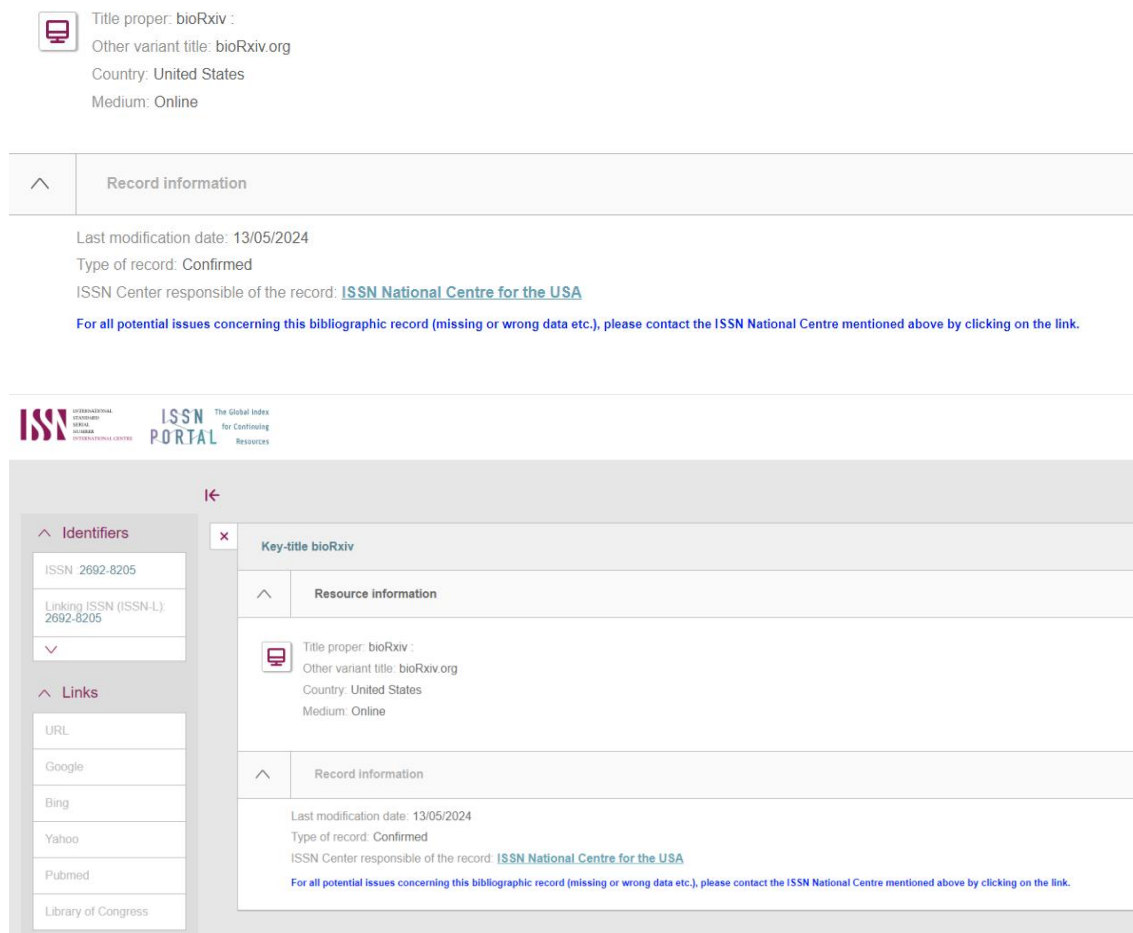 Title proper: bioRxiv :
Other variant title: bioRxiv.org
Country: United States
Medium: Online
Record information
Last modification date: 13/05/2024
Type of record: Confirmed
ISSN Center responsible of the record: ISSN National Centre for the USA
For all potential issues concerning this bibliographic record (missing or wrong data etc.), please contact the ISSN National Centre mentioned above by clicking on the link.
ISSN
INTERNATIONAL
STANDARD
SERIAL
NUMBER
INTERNATIONAL CENTRE
ISSN
PORTAL
The Global Index
for Continuing
Resources
Identifiers
ISSN : 2692-8205
Linking ISSN (ISSN-L):
2692-8205
Links
URL
Google
Bing
Yahoo
Pubmed
Library of Congress
Key-title bioRxiv
Resource information
Title proper: bioRxiv :
Other variant title: bioRxiv.org
Country: United States
Medium: Online
Record information
Last modification date: 13/05/2024
Type of record: Confirmed
ISSN Center responsible of the record: ISSN National Centre for the USA
For all potential issues concerning this bibliographic record (missing or wrong data etc.), please contact the ISSN National Centre mentioned above by clicking on the link.